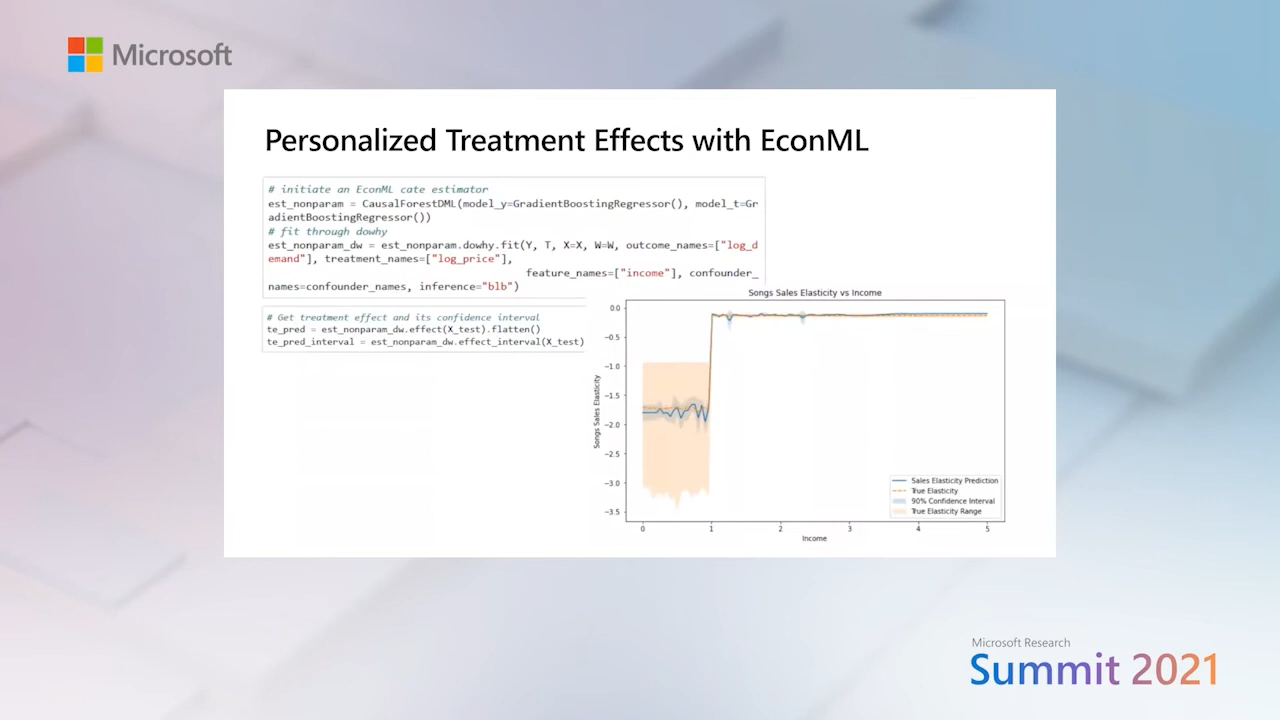 Microsoft
Personalized Treatment Effects with EconML
# initiate an EconML cate estimator
est_nonparam = CausalForestDML(model_y=GradientBoostingRegressor(), model_t=Gr
adientBoostingRegressor())
# fit through dowhy
est_nonparam_dw = est_nonparam.dowhy.fit(Y, T, X=X, W=W, outcome_names=["log_d
emand"], treatment_names=["log_price"],
feature_names=["income"], confounder_
names=confounder_names, inference="blb")
# Get treatment effect and its confidence interval
te_pred = est_nonparam_dw.effect(X_test).flatten()
te_pred_interval = est_nonparam_dw.effect_interval(X_test)
Songs Sales Elasticity vs Income
0.0
−0.5
−1.0
−1.5
−2.0
−2.5
−3.0
−3.5
Songs Sales Elasticity
Sales Elasticity Prediction
True Elasticity
90% Confidence Interval
True Elasticity Range
0 1 2 3 4 5
Income
Microsoft Research
Summit 2021